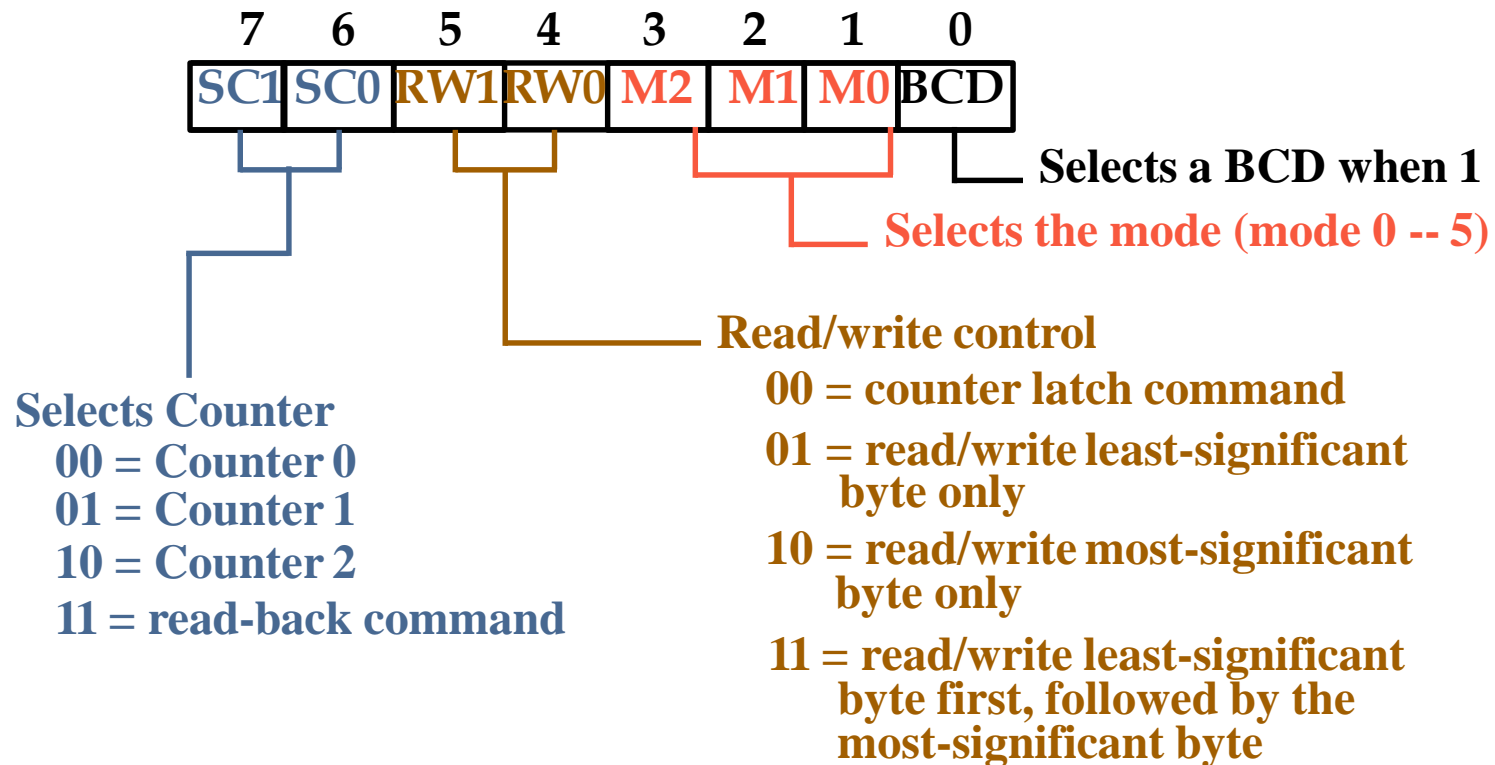 7 6 5 4 3 2 1 0
SC1 SC0 RW1 RW0 M2 M1 M0 BCD
Selects a BCD when 1
Selects the mode (mode 0 -- 5)
Read/write control
00 = counter latch command
01 = read/write least-significant
byte only
10 = read/write most-significant
byte only
11 = read/write least-significant
byte first, followed by the
most-significant byte
Selects Counter
00 = Counter 0
01 = Counter 1
10 = Counter 2
11 = read-back command